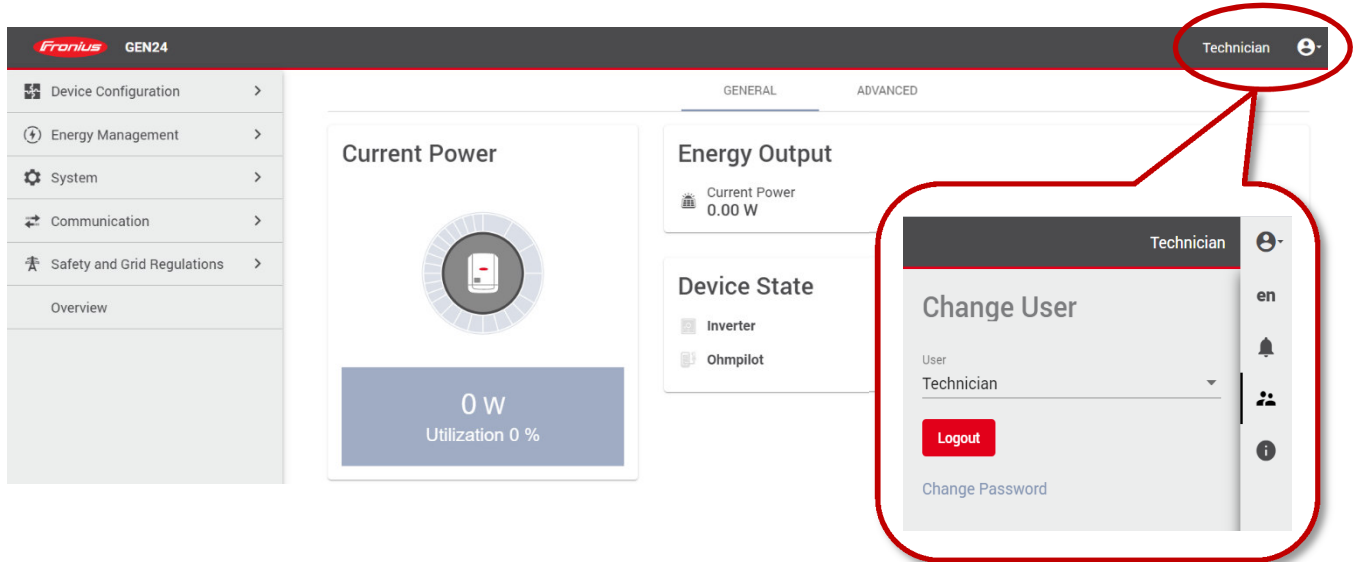 Fronius GEN24 Technician
Device Configuration
Energy Management
System
Communication
Safety and Grid Regulations
Overview
GENERAL ADVANCED
Current Power
0 W
Utilization 0 %
Energy Output
Current Power
0.00 W
Device State
Inverter
Ohmpilot
Technician
Change User
User
Technician
Logout
Change Password
en